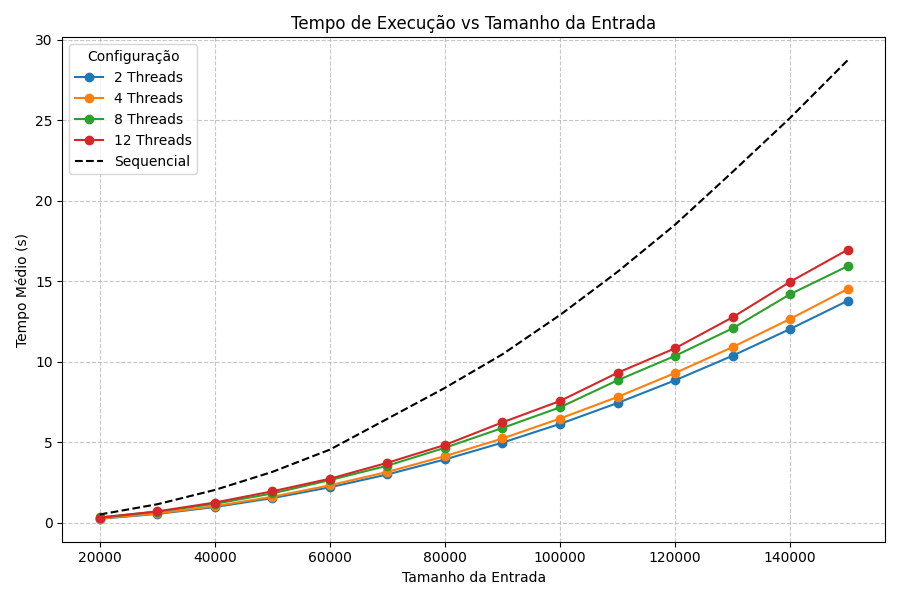 Tempo de Execução vs Tamanho da Entrada
Configuração
2 Threads
4 Threads
8 Threads
12 Threads
Sequencial
Tempo Médio (s)
30
25
20
15
10
5
0
20000
40000
60000
80000
100000
120000
140000
Tamanho da Entrada